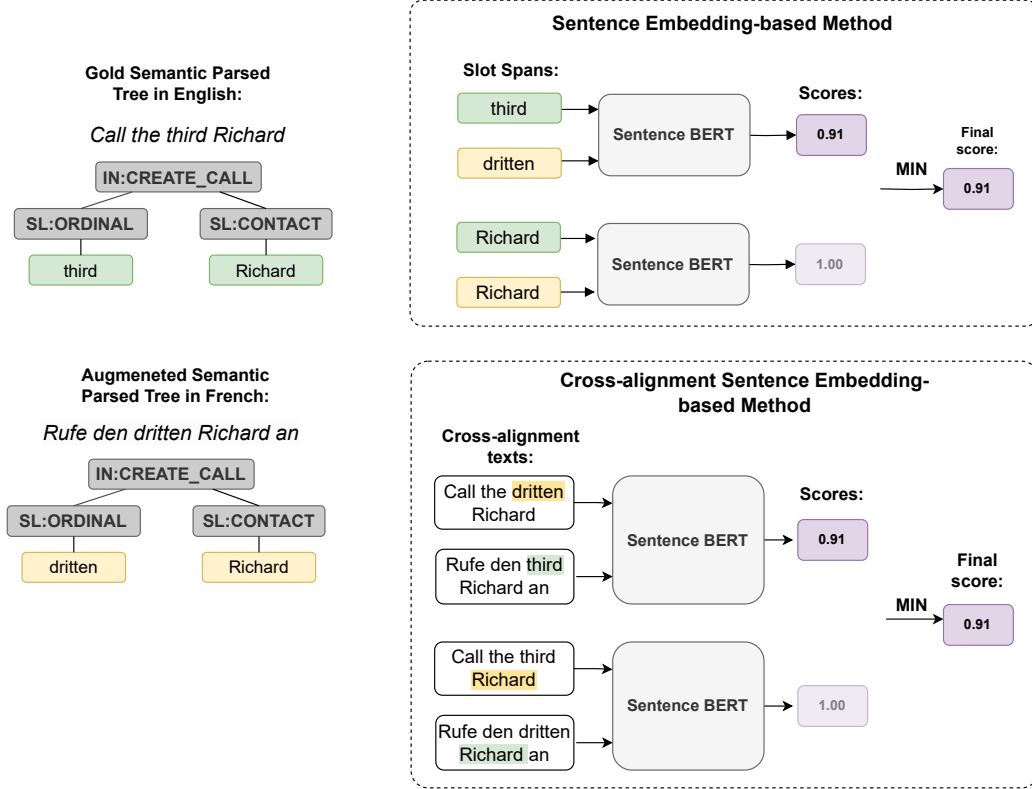 Gold Semantic Parsed
Tree in English:
Call the third Richard
IN:CREATE_CALL
SL:ORDINAL
SL:CONTACT
third
Richard
Sentence Embedding-based Method
Slot Spans:
third
dritten
Sentence BERT
Scores:
0.91
Richard
Richard
Sentence BERT
1.00
MIN
Final
score:
0.91
Augmeneted Semantic
Parsed Tree in French:
Rufe den dritten Richard an
IN:CREATE_CALL
SL:ORDINAL
SL:CONTACT
dritten
Richard
Cross-alignment Sentence Embedding-
based Method
Cross-alignment
texts:
Call the dritten
Richard
Rufe den third
Richard an
Sentence BERT
Scores:
0.91
Call the third
Richard
Rufe den dritten
Richard an
Sentence BERT
1.00
MIN
Final
score:
0.91